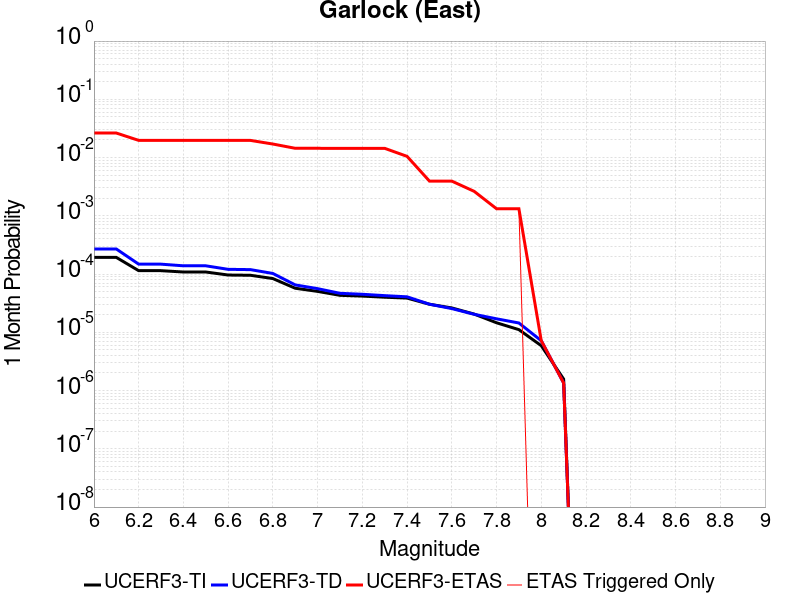 Garlock (East)
10^0
10^-1
10^-2
10^-3
10^-4
10^-5
10^-6
10^-7
10^-8
1 Month Probability
6 6.2 6.4 6.6 6.8 7 7.2 7.4 7.6 7.8 8 8.2 8.4 8.6 8.8 9
Magnitude
UCERF3-TI UCERF3-TD UCERF3-ETAS ETAS Triggered Only